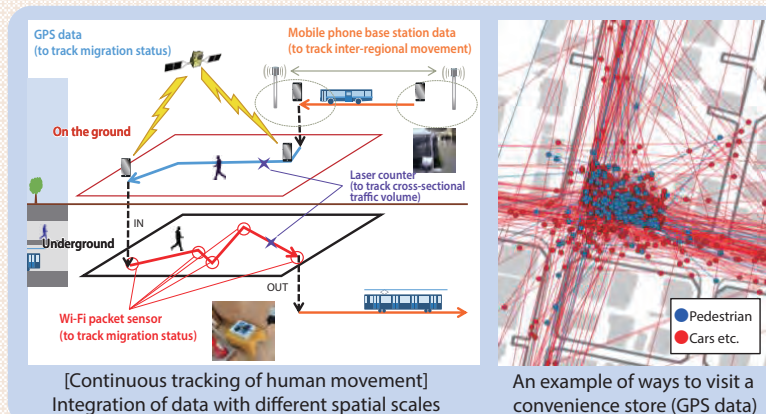 GPS data
(to track migration status)
Mobile phone base station data
(to track inter-regional movement)
On the ground
Laser counter
(to track cross-sectional
traffic volume)
IN
Underground
OUT
Wi-Fi packet sensor
(to track migration status)
[Continuous tracking of human movement]
Integration of data with different spatial scales
Pedestrian
Cars etc.
An example of ways to visit a
convenience store (GPS data)